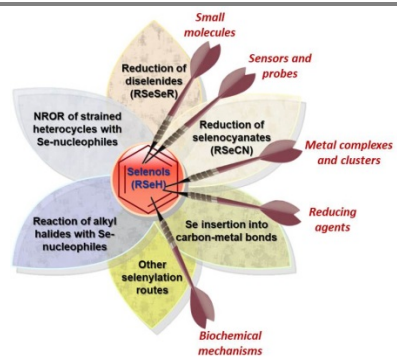 Small
molecules
Sensors and
probes
Reduction of
diselenides
(RSeSeR)
NROR of strained
heterocycles with
Se-nucleophiles
Reduction of
selenocyanates
(RSeCN)
Metal complexes
and clusters
Selenols
(RSeH)
Reaction of alkyl
halides with Se-
nucleophiles
Se insertion into
carbon-metal bonds
Reducing
agents
Other
selenylation
routes
Biochemical
mechanisms